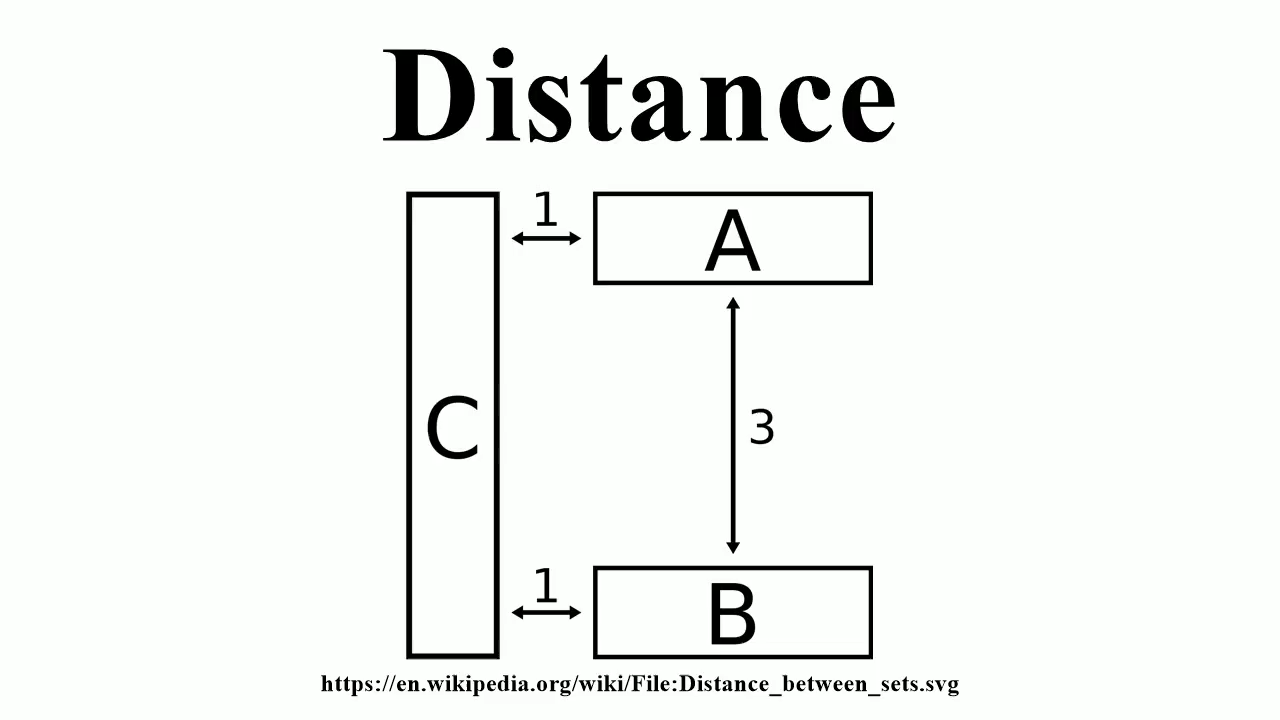 Distance
1
A
C
3
1
B
https://en.wikipedia.org/wiki/File:Distance_between_sets.svg